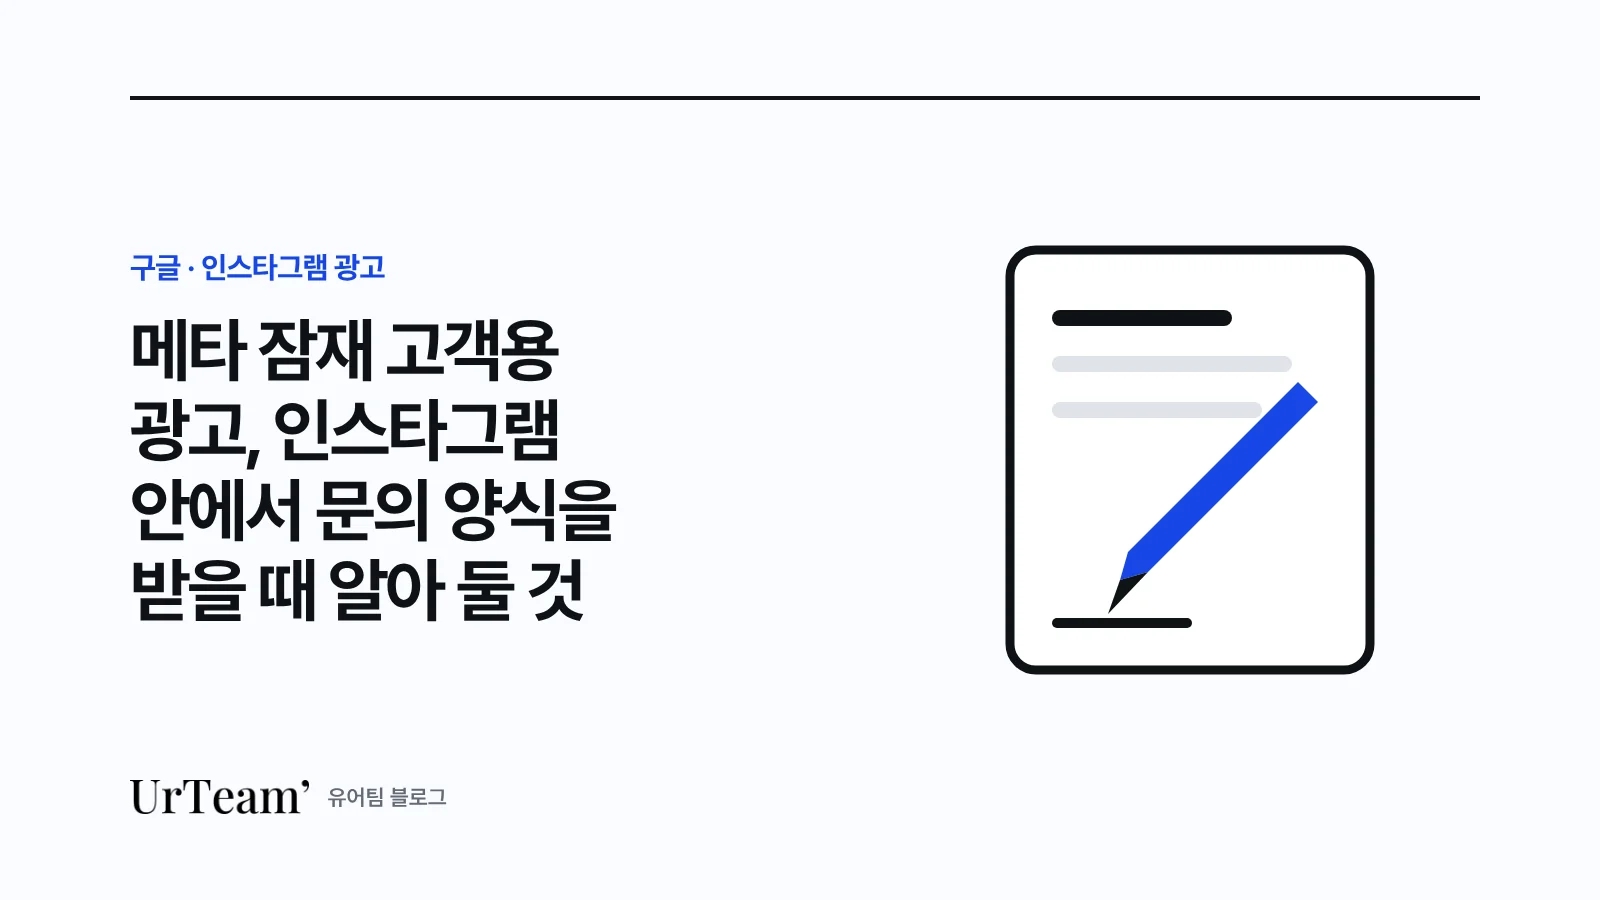 구글 · 인스타그램 광고
메타 잠재 고객용
광고, 인스타그램
안에서 문의 양식을
받을 때 알아 둘 것
UrTeam’ 유어팀 블로그